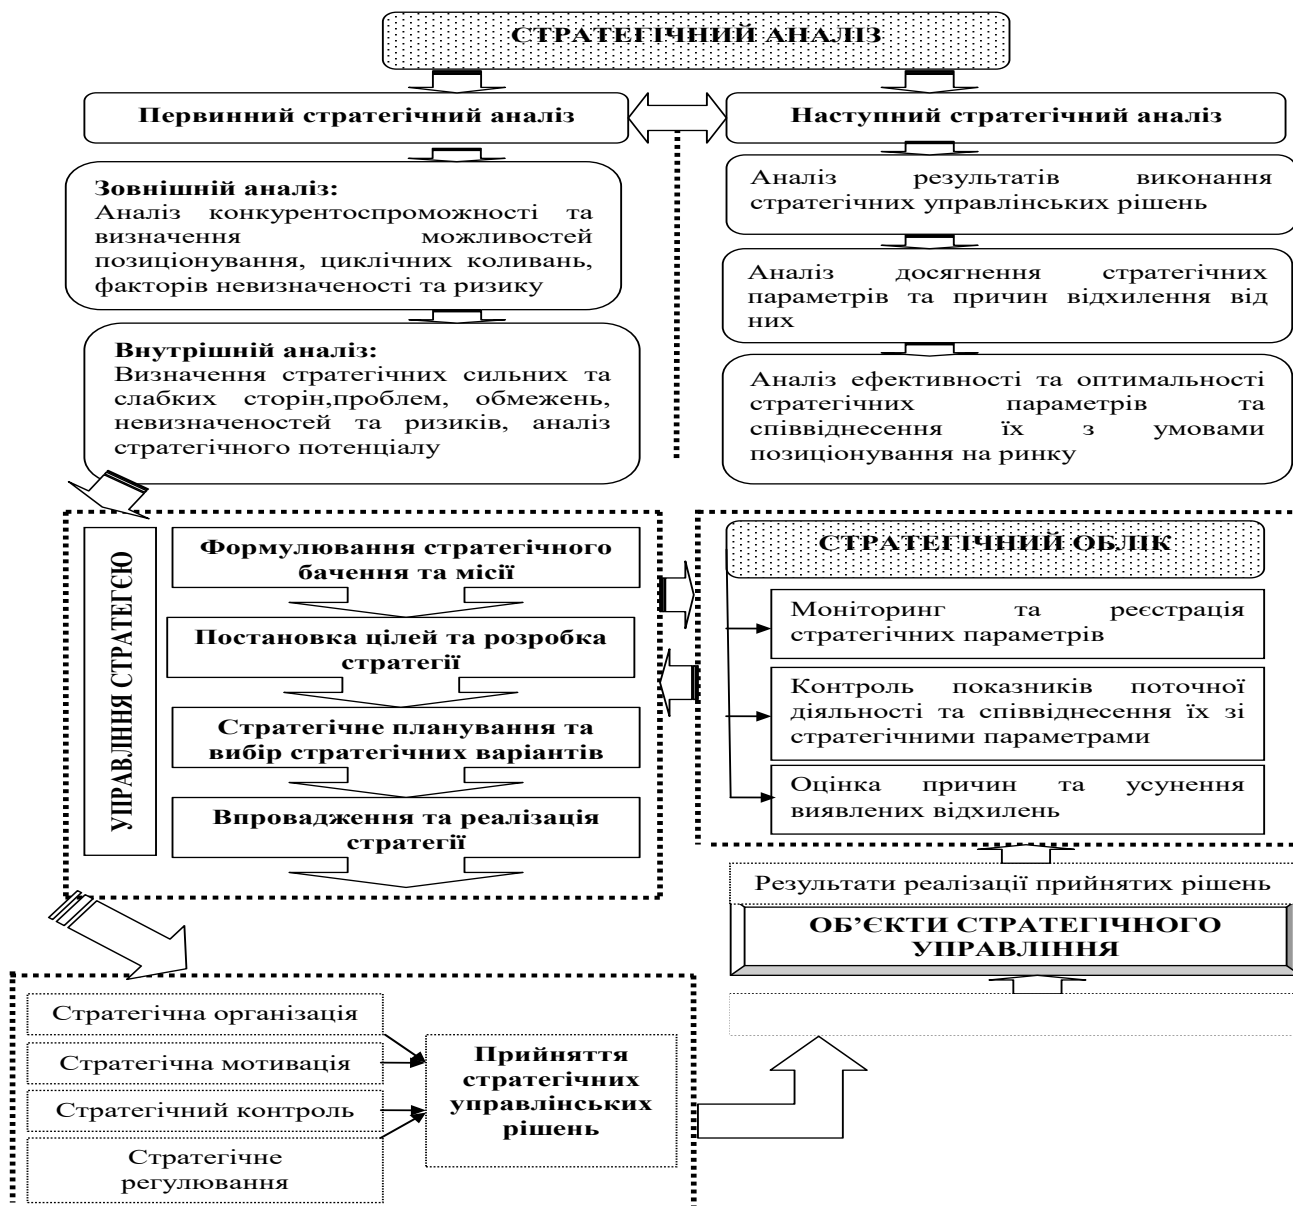 СТРАТЕГІЧНИЙ АНАЛІЗ
Первинний стратегічний аналіз
Наступний стратегічний аналіз
Зовнішній аналіз:
Аналіз конкурентоспроможності та
визначення можливостей
позиціонування, циклічних коливань,
факторів невизначеності та ризику
Внутрішній аналіз:
Визначення стратегічних сильних та
слабких сторін,проблем, обмежень,
невизначеностей та ризиків, аналіз
стратегічного потенціалу
Аналіз результатів виконання
стратегічних управлінських рішень
Аналіз досягнення стратегічних
параметрів та причин відхилення від
них
Аналіз ефективності та оптимальності
стратегічних параметрів та
співвіднесення їх з умовами
позиціонування на ринку
УПРАВЛІННЯ СТРАТЕГЄЮ
Формулювання стратегічного
бачення та місії
Постановка цілей та розробка
стратегії
Стратегічне планування та
вибір стратегічних варіантів
Впровадження та реалізація
стратегії
СТРАТЕГІЧНИЙ ОБЛІК
Моніторинг та реєстрація
стратегічних параметрів
Контроль показників поточної
діяльності та співвіднесення їх зі
стратегічними параметрами
Оцінка причин та усунення
виявлених відхилень
Результати реалізації прийнятих рішень
ОБ’ЄКТИ СТРАТЕГІЧНОГО
УПРАВЛІННЯ
Стратегічна організація
Стратегічна мотивація
Стратегічний контроль
Стратегічне
регулювання
Прийняття
стратегічних
управлінських
рішень